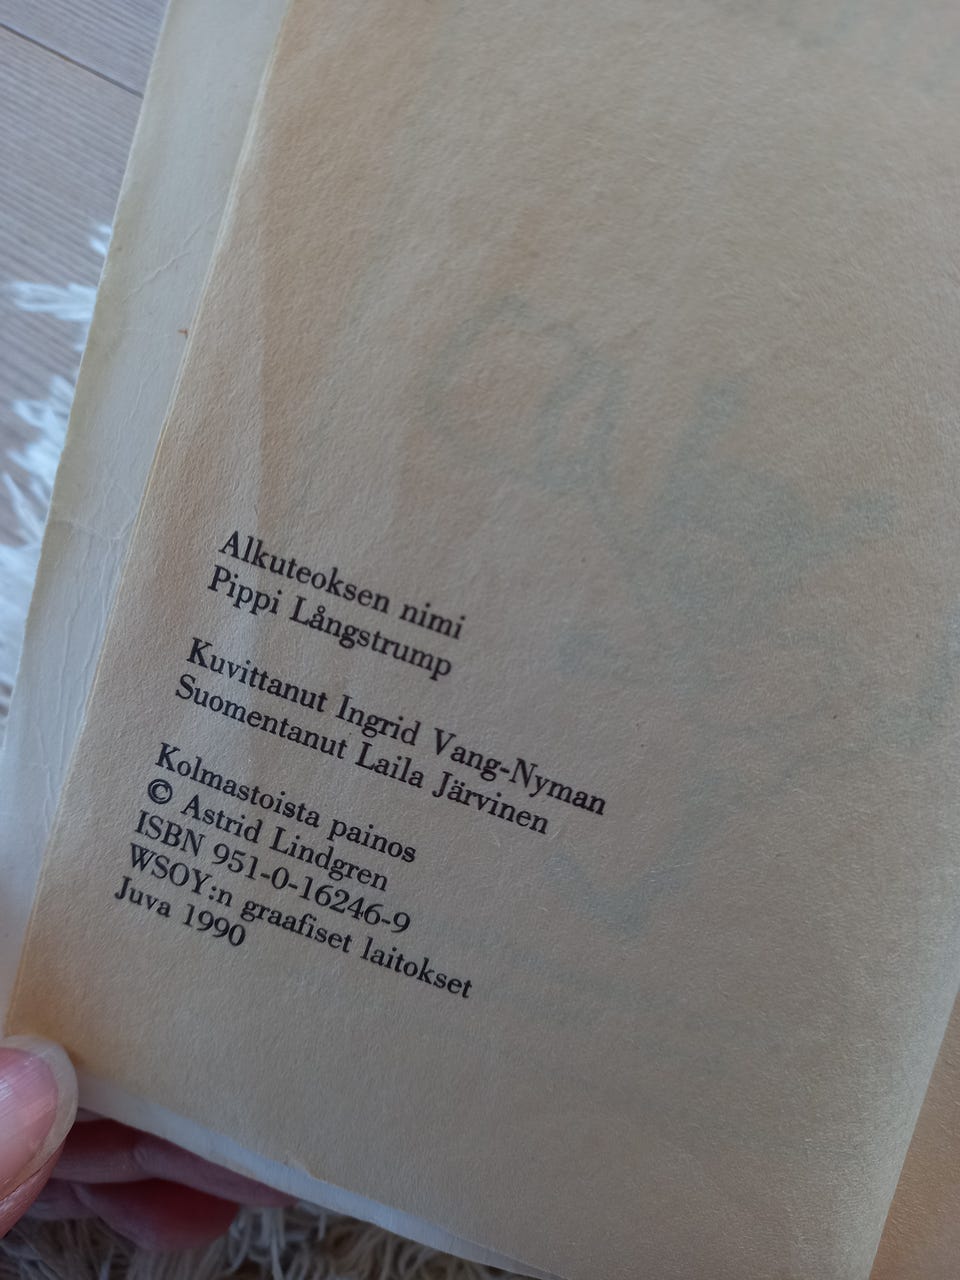 Alkuteoksen nimi
Pippi Långstrump
Kuvittanut Ingrid Vang-Nyman
Suomentanut Laila Järvinen
Kolmastoista painos
© Astrid Lindgren
ISBN 951-0-16246-9
WSOY:n graafiset laitokset
Juva 1990